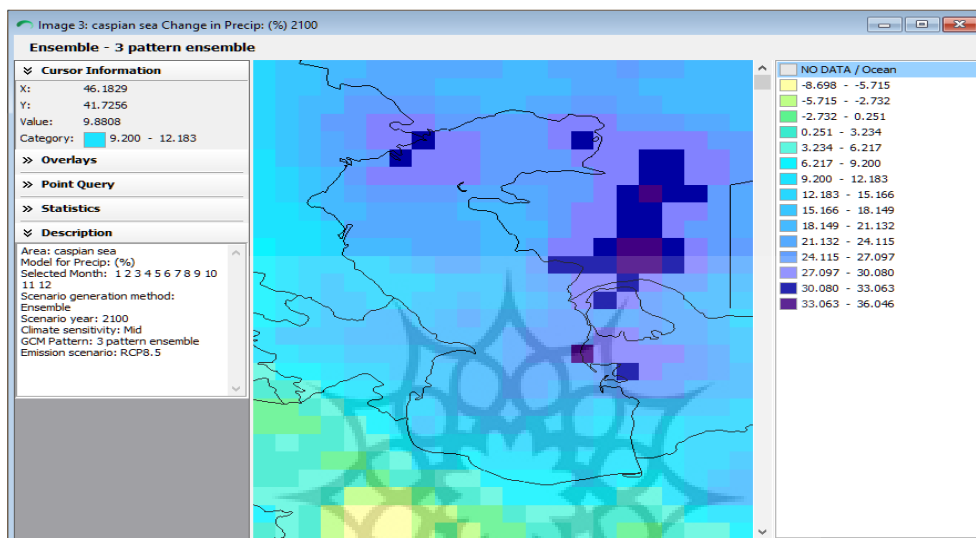 Image 3: caspian sea Change in Precip: (%) 2100
Ensemble - 3 pattern ensemble
Cursor Information
X: 46.1829
Y: 41.7256
Value: 9.8808
Category: 9.200 - 12.183
Overlays
Point Query
Statistics
Description
Area: caspian sea
Model for Precip: (%)
Selected Month: 1 2 3 4 5 6 7 8 9 10
11 12
Scenario generation method:
Ensemble
Scenario year: 2100
Climate sensitivity: Mid
GCM Pattern: 3 pattern ensemble
Emission scenario: RCP8.5
NO DATA / Ocean
-8.698 - -5.715
-5.715 - -2.732
-2.732 - 0.251
0.251 - 3.234
3.234 - 6.217
6.217 - 9.200
9.200 - 12.183
12.183 - 15.166
15.166 - 18.149
18.149 - 21.132
21.132 - 24.115
24.115 - 27.097
27.097 - 30.080
30.080 - 33.063
33.063 - 36.046